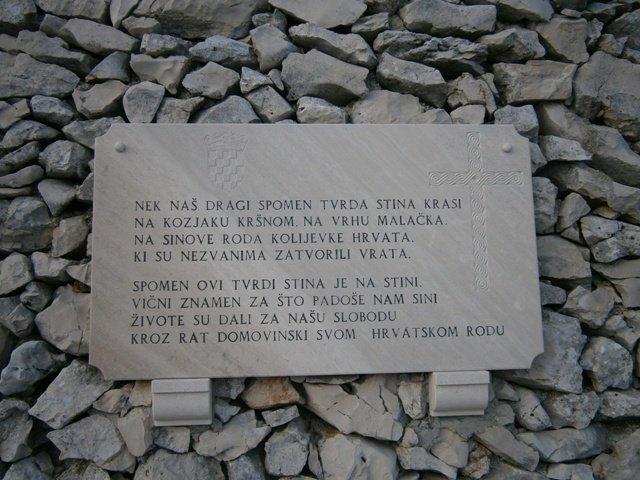 NEK NAŠ DRAGI SPOMEN TVRDA STINA KRASI
NA KOZJAKU KRŠNOM, NA VRHU MALAČKA.
NA SINOVE RODA KOLIJEVKE HRVATA.
KI SU NEZVANIMA ZATVORILI VRATA.
SPOMEN OVI TVRDI STINA JE NA STINI.
VIČNI ZNAMEN ZA ŠTO PADOŠE NAM SINI
ŽIVOTE SU DALI ZA NAŠU SLOBODU
KROZ RAT DOMOVINSKI SVOM HRVATSKOM RODU